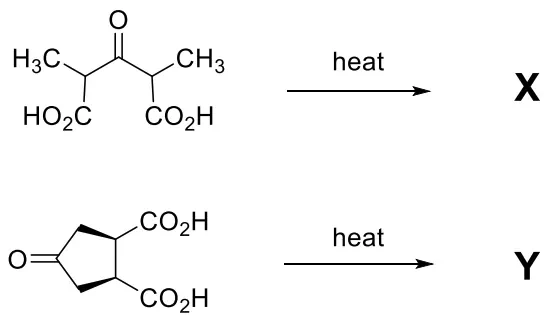 O
H₃C CH₃
HO₂C CO₂H
heat
X
CO₂H
O
CO₂H
heat
Y